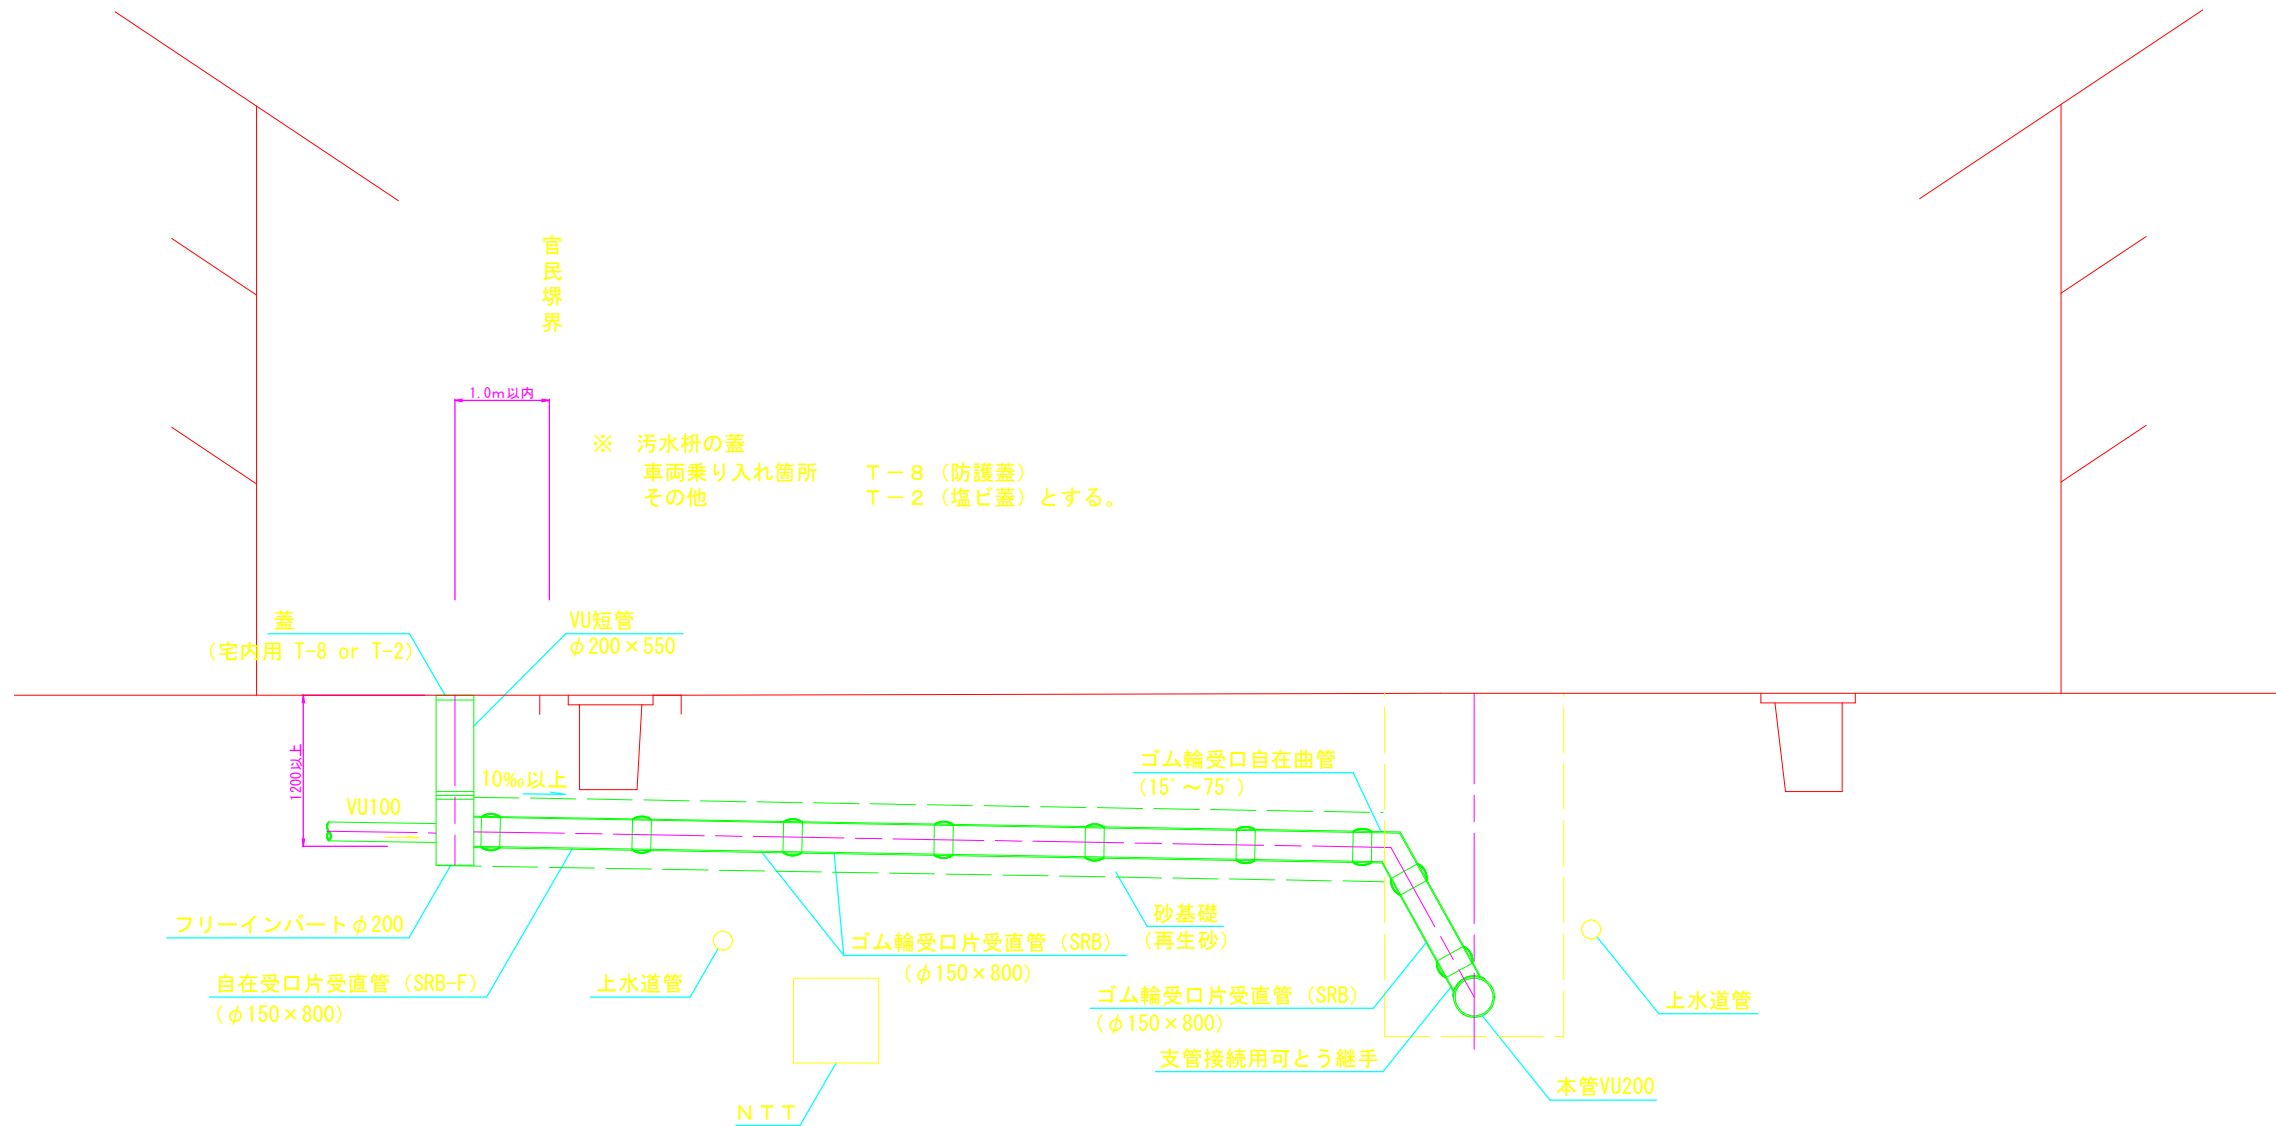 官民堺界
1.0m以内
※　汚水枡の蓋
車両乗り入れ箇所　　T－8（防護蓋）
その他　　　　　　　T－2（塩ビ蓋）とする。
蓋
（宅内用 T-8 or T-2）
VU短管
φ200×550
1200以上
10‰以上
VU100
ゴム輪受口自在曲管
（15°～75°）
フリーインバートφ200
自在受口片受直管（SRB-F）
（φ150×800）
上水道管
ゴム輪受口片受直管（SRB）
（φ150×800）
砂基礎
（再生砂）
ゴム輪受口片受直管（SRB）
（φ150×800）
上水道管
支管接続用可とう継手
本管VU200
NTT